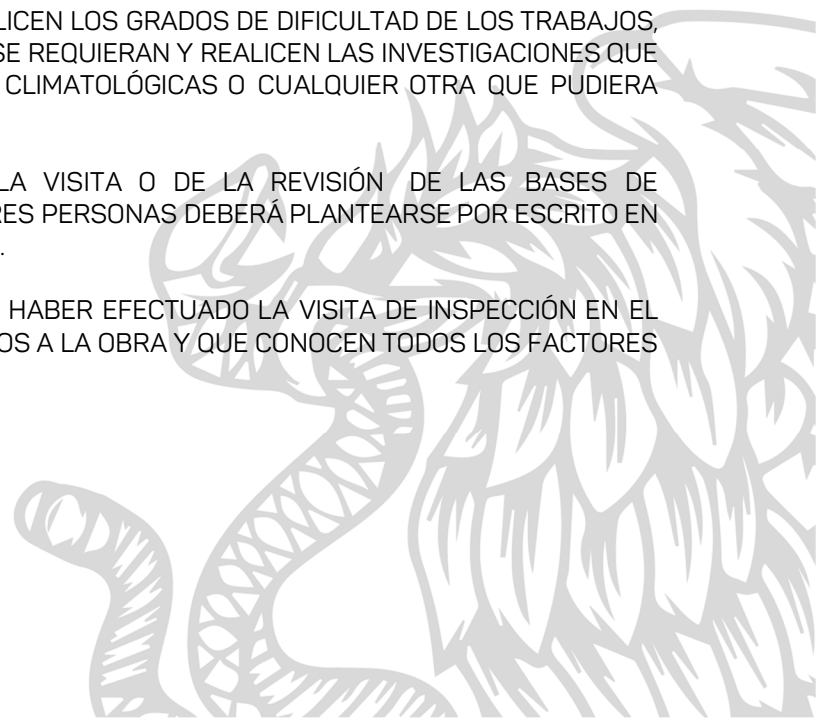 LICEN LOS GRADOS DE DIFICULTAD DE LOS TRABAJOS,
SE REQUIERAN Y REALICEN LAS INVESTIGACIONES QUE
CLIMATOLÓGICAS O CUALQUIER OTRA QUE PUDIERA
LA VISITA O DE LA REVISIÓN DE LAS BASES DE
RES PERSONAS DEBERÁ PLANTEARSE POR ESCRITO EN
.
HABER EFECTUADO LA VISITA DE INSPECCIÓN EN EL
OS A LA OBRA Y QUE CONOCEN TODOS LOS FACTORES